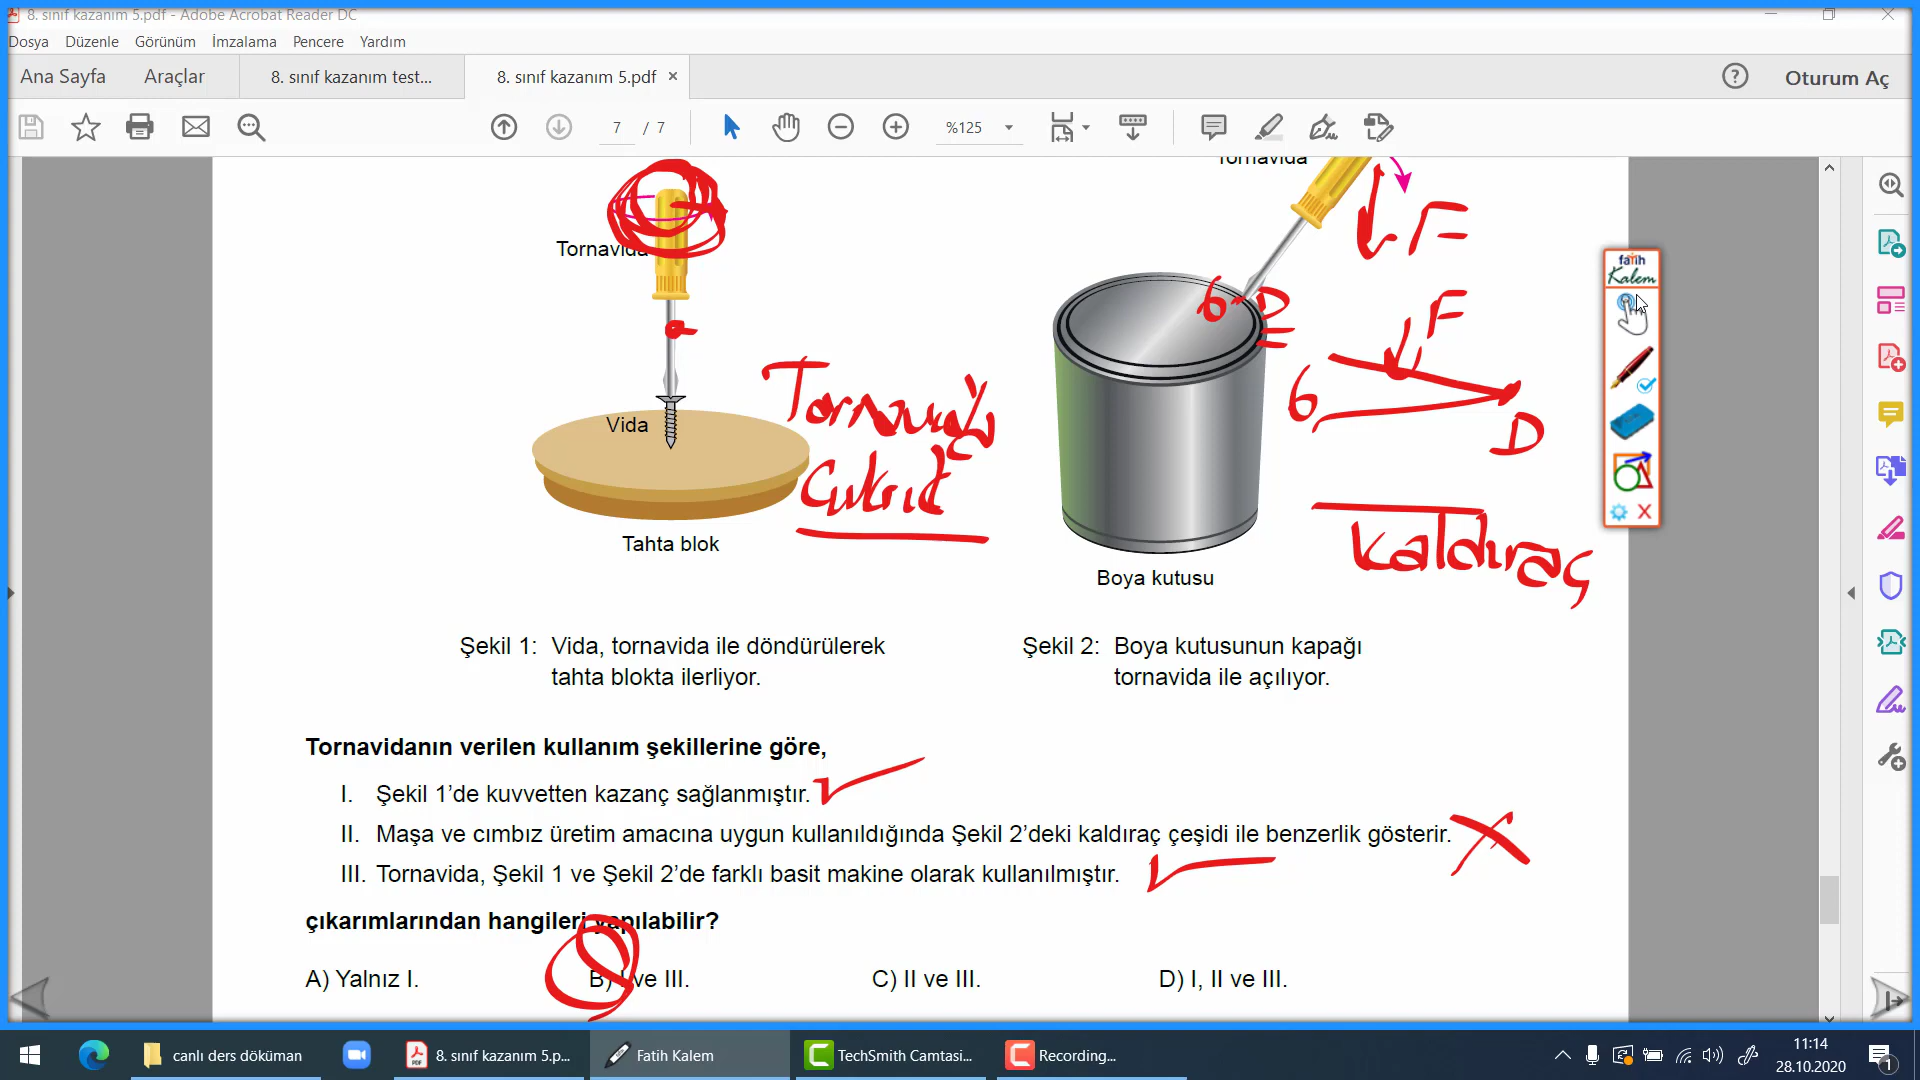 8. sınıf kazanım 5.pdf - Adobe Acrobat Reader DC
Dosya Düzenle Görünüm İmzalama Pencere Yardım
Ana Sayfa Araçlar 8. sınıf kazanım test... 8. sınıf kazanım 5.pdf × Oturum Aç
7 / 7 %125
Tornavida
F
Tornavida
fatih
Kalem
6 D
F
6
D
Vida
Tornavida
Çıkrık
Kaldıraç
Tahta blok
Boya kutusu
Şekil 1: Vida, tornavida ile döndürülerek
tahta blokta ilerliyor.
Şekil 2: Boya kutusunun kapağı
tornavida ile açılıyor.
Tornavidanın verilen kullanım şekillerine göre,
I. Şekil 1’de kuvvetten kazanç sağlanmıştır.
II. Maşa ve cımbız üretim amacına uygun kullanıldığında Şekil 2’deki kaldıraç çeşidi ile benzerlik gösterir.
III. Tornavida, Şekil 1 ve Şekil 2’de farklı basit makine olarak kullanılmıştır.
çıkarımlarından hangileri yapılabilir?
A) Yalnız I. B) I ve III. C) II ve III. D) I, II ve III.
canlı ders döküman 8. sınıf kazanım 5.p... Fatih Kalem TechSmith Camtasi... Recording... 11:14
28.10.2020 1